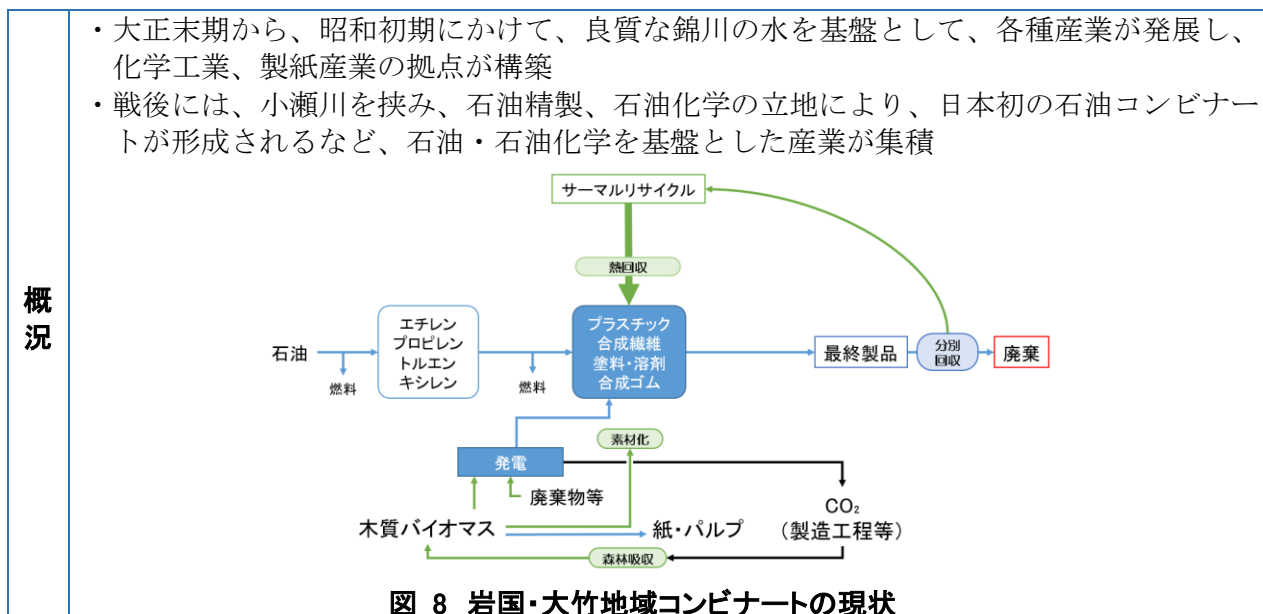 概況
・大正末期から、昭和初期にかけて、良質な錦川の水を基盤として、各種産業が発展し、
化学工業、製紙産業の拠点が構築
・戦後には、小瀬川を挟み、石油精製、石油化学の立地により、日本初の石油コンビナー
トが形成されるなど、石油・石油化学を基盤とした産業が集積
サーマルリサイクル
熱回収
石油
燃料
エチレン
プロピレン
トルエン
キシレン
燃料
プラスチック
合成繊維
塗料・溶剤
合成ゴム
最終製品
分別
回収
廃棄
素材化
発電
廃棄物等
木質バイオマス
紙・パルプ
CO₂
（製造工程等）
森林吸収
図 8 岩国・大竹地域コンビナートの現状